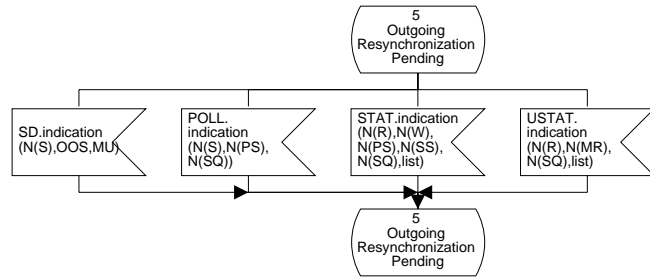 5
Outgoing
Resynchronization
Pending
SD.indication
(N(S),OOS,MU)
POLL.
indication
(N(S),N(PS),
N(SQ))
STAT.indication
(N(R),N(W),
N(PS),N(SS),
N(SQ),list)
USTAT.
indication
(N(R),N(MR),
N(SQ),list)
5
Outgoing
Resynchronization
Pending